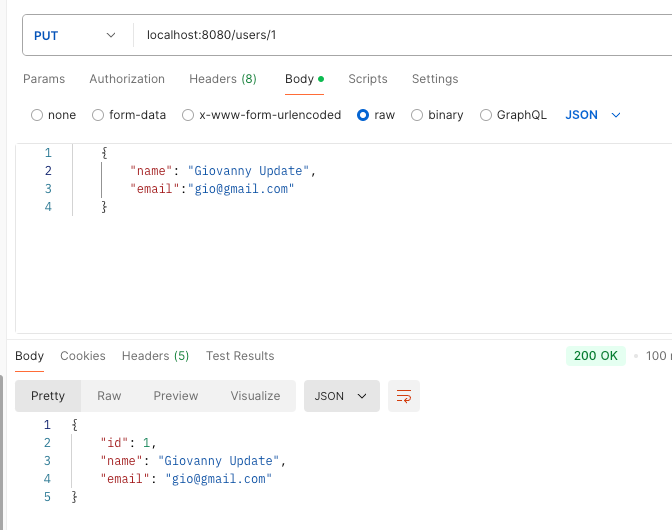 PUT localhost:8080/users/1
Params Authorization Headers (8) Body Scripts Settings
none form-data x-www-form-urlencoded raw binary GraphQL JSON
1 {
2 "name": "Giovanny Update",
3 "email":"gio@gmail.com"
4 }
Body Cookies Headers (5) Test Results 200 OK 100
Pretty Raw Preview Visualize JSON
1 {
2 "id": 1,
3 "name": "Giovanny Update",
4 "email": "gio@gmail.com"
5 }